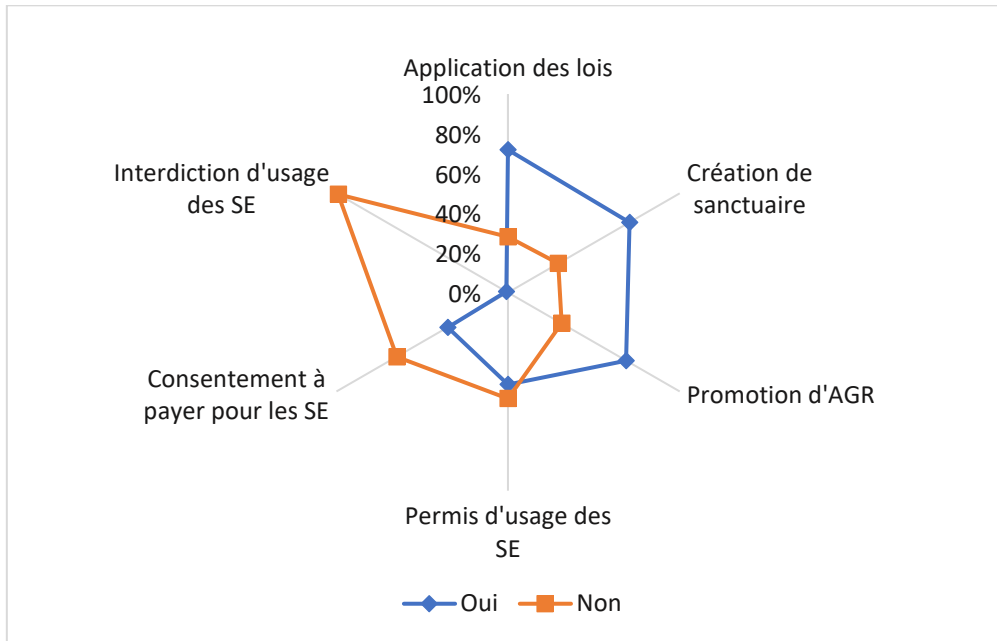 Application des lois
100%
80%
60%
40%
20%
0%
Création de
sanctuaire
Promotion d'AGR
Permis d'usage des
SE
Consentement à
payer pour les SE
Interdiction d'usage
des SE
Oui
Non